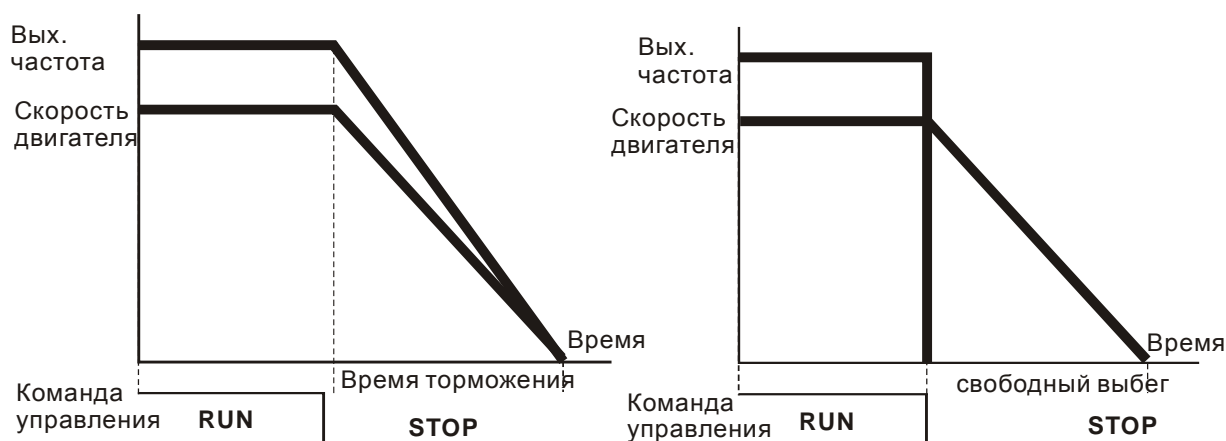 Вых.
частота
Скорость
двигателя
Время
Время торможения
Команда
управления
RUN
STOP
Вых.
частота
Скорость
двигателя
Время
свободный выбег
Команда
управления
RUN
STOP